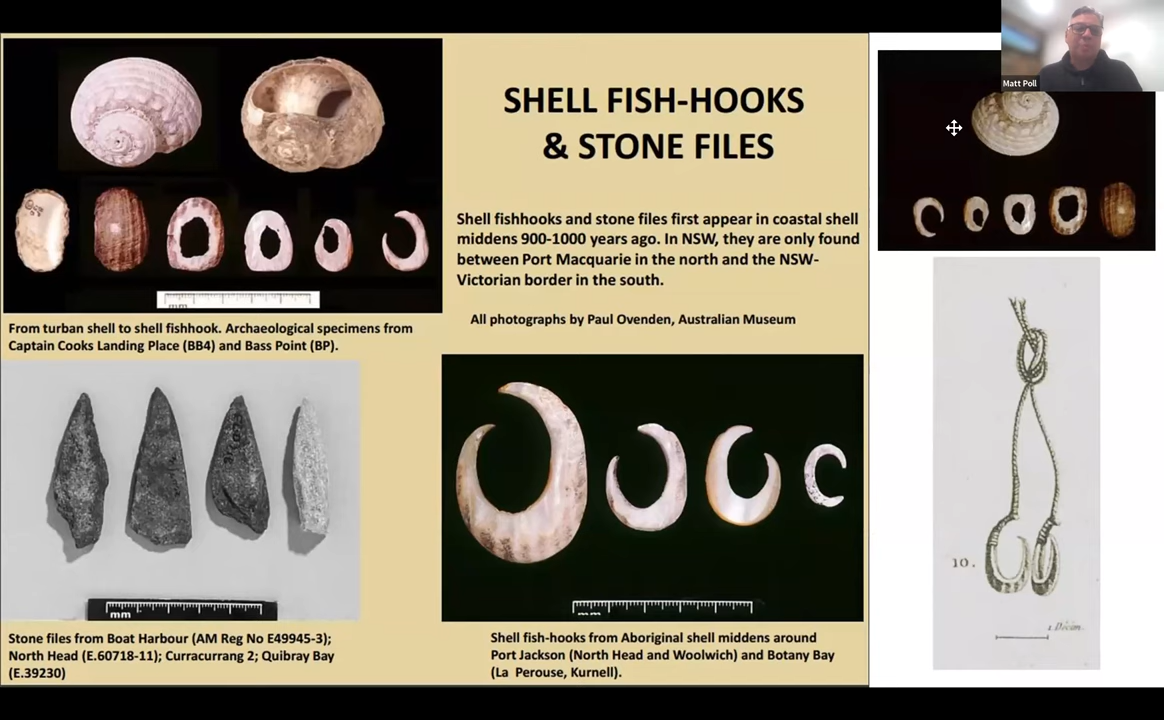 Matt Poll
SHELL FISH-HOOKS
& STONE FILES
Shell fishhooks and stone files first appear in coastal shell
middens 900-1000 years ago. In NSW, they are only found
between Port Macquarie in the north and the NSW-
Victorian border in the south.
All photographs by Paul Ovenden, Australian Museum
From turban shell to shell fishhook. Archaeological specimens from
Captain Cooks Landing Place (BB4) and Bass Point (BP).
mm
Stone files from Boat Harbour (AM Reg No E49945-3);
North Head (E.60718-11); Curracurrang 2; Quibray Bay
(E.39230)
mm
Shell fish-hooks from Aboriginal shell middens around
Port Jackson (North Head and Woolwich) and Botany Bay
(La Perouse, Kurnell).
10.
1 Décim.